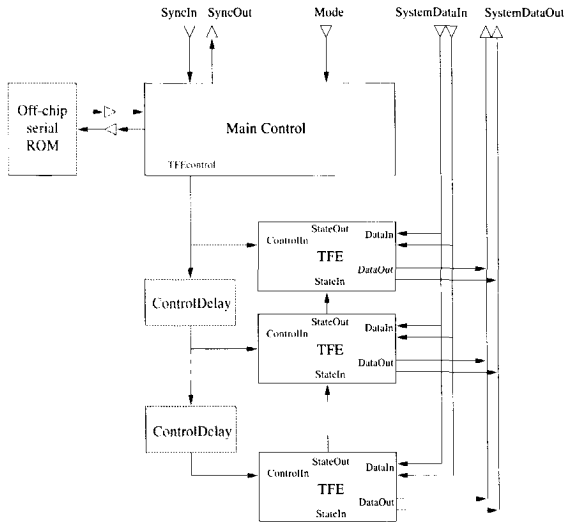 SyncIn SyncOut Mode SystemDataIn SystemDataOut
Off-chip
serial
ROM
Main Control
TFEcontrol
StateOut
ControlIn
DataIn
TFE
DataOut
StateIn
ControlDelay
StateOut
ControlIn
DataIn
TFE
DataOut
StateIn
ControlDelay
StateOut
ControlIn
DataIn
TFE
DataOut
StateIn